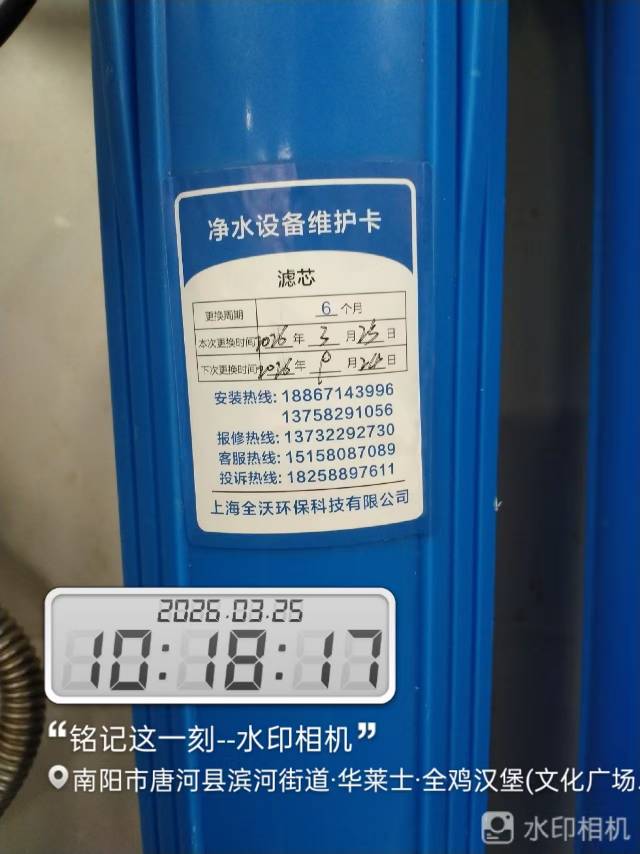 净水设备维护卡
滤芯
更换周期 6 个月
本次更换时间 2026 年 3 月 25 日
下次更换时间 2026 年 月 日
安装热线: 18867143996
13758291056
报修热线: 13732292730
客服热线: 15158087089
投诉热线: 18258897611
上海全沃环保科技有限公司
2026.03.25
10:18:17
“铭记这一刻--水印相机”
南阳市唐河县滨河街道·华莱士·全鸡汉堡(文化广场.
水印相机